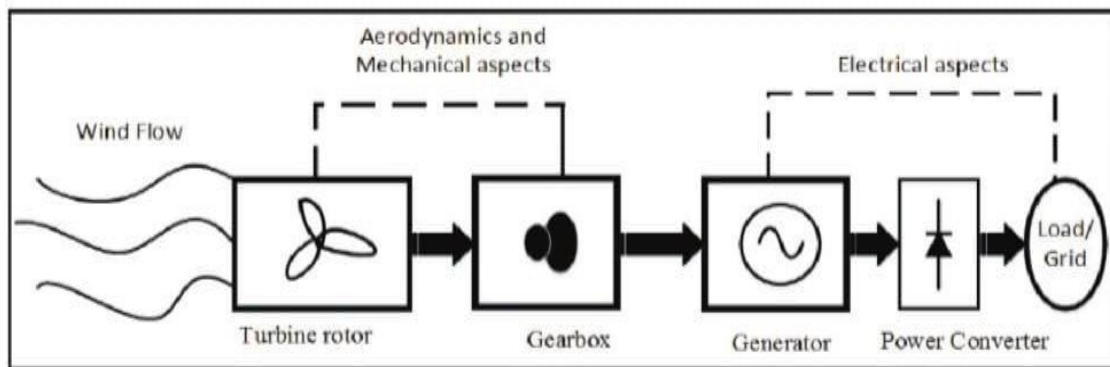 Aerodynamics and
Mechanical aspects
Electrical aspects
Wind Flow
Load/
Grid
Turbine rotor
Gearbox
Generator
Power Converter